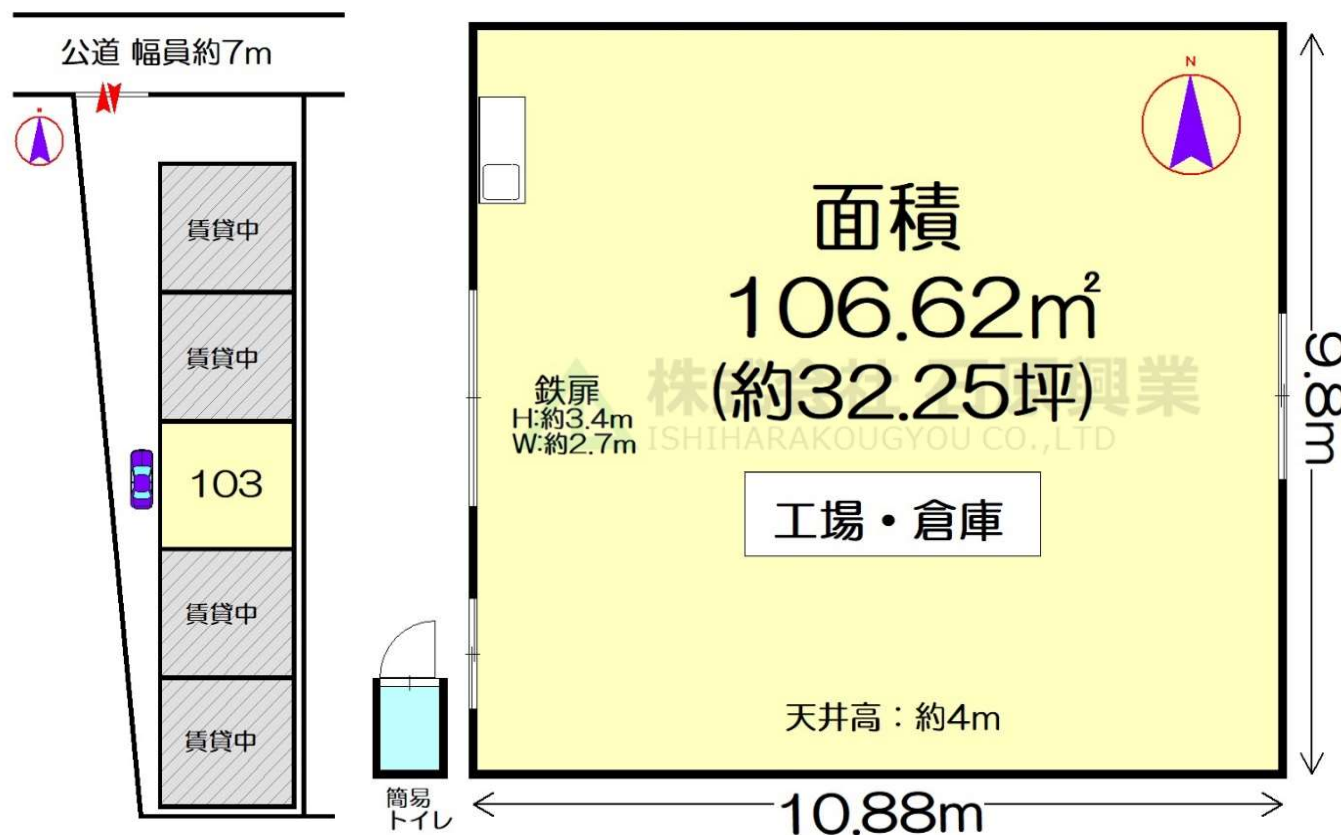 公道 幅員約7m
N
賃貸中
賃貸中
103
賃貸中
賃貸中
N
面積
106.62㎡
(約32.25坪)
株式会社 石原興業
ISHIHARAKOUGYOU CO.,LTD
鉄扉
H:約3.4m
W:約2.7m
工場・倉庫
天井高：約4m
9.8m
10.88m
簡易
トイレ